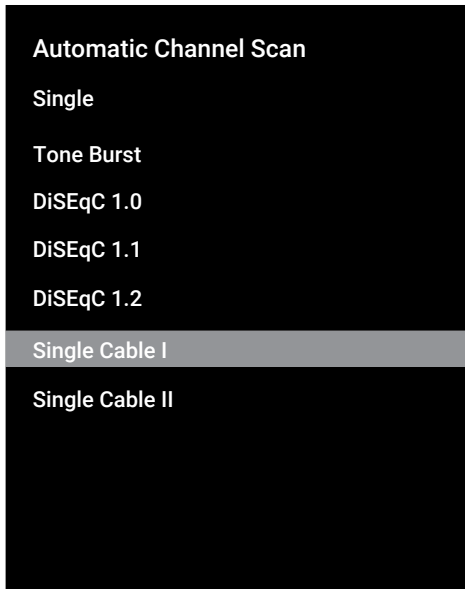 Automatic Channel Scan
Single
Tone Burst
DiSEqC 1.0
DiSEqC 1.1
DiSEqC 1.2
Single Cable I
Single Cable II